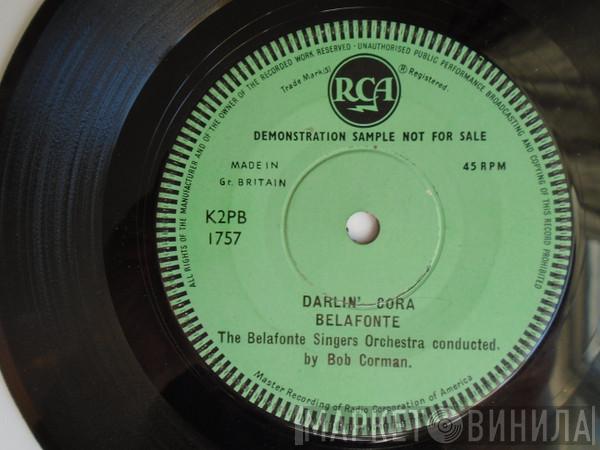 ALL RIGHTS OF THE MANUFACTURER AND OF THE OWNER OF THE RECORDED WORK RESERVED - UNAUTHORISED PUBLIC PERFORMANCE BROADCASTING AND COPYING OF THIS RECORD PROHIBITED
Trade Mark(s)
RCA
® Registered.
DEMONSTRATION SAMPLE NOT FOR SALE
MADE IN
Gt. BRITAIN
45 RPM
K2PB
1757
DARLIN' CORA
BELAFONTE
The Belafonte Singers Orchestra conducted.
by Bob Corman.
Master Recording of Radio Corporation of America
МАРКЕТ ВИНИЛА